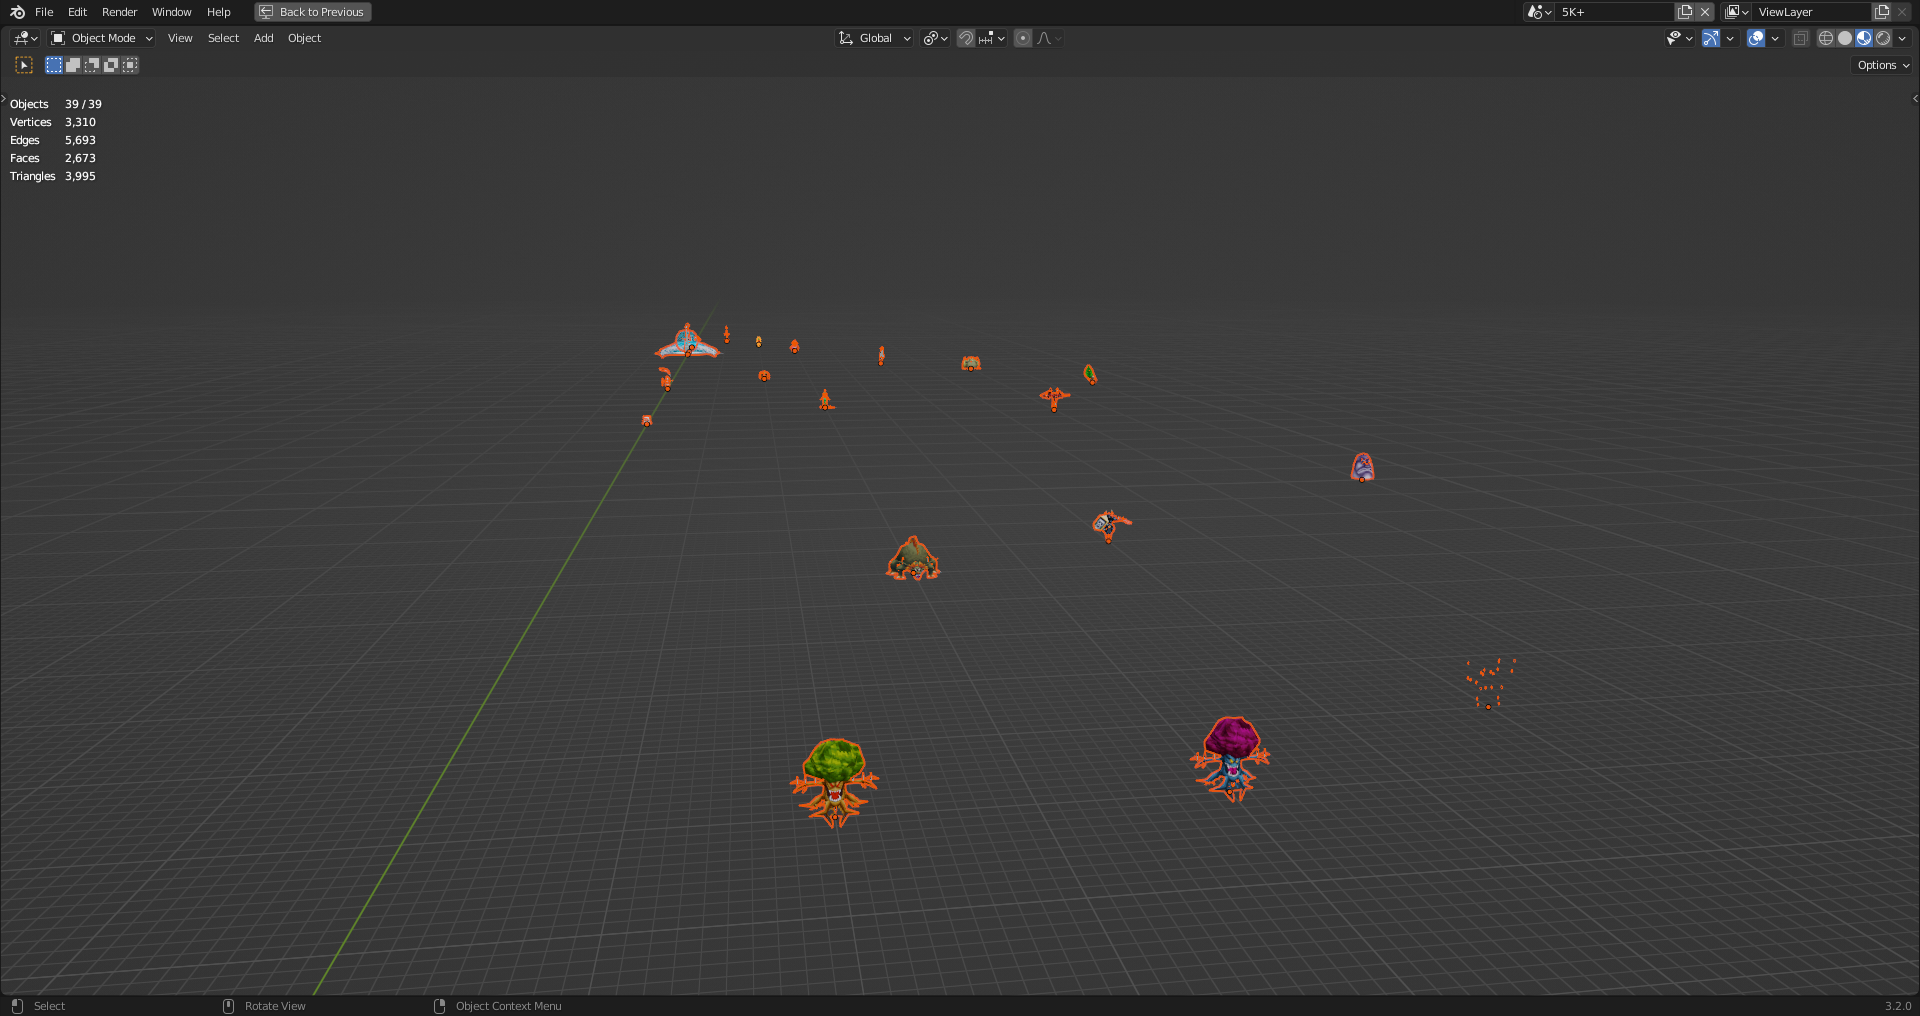 File Edit Render Window Help Back to Previous 5K+ ViewLayer
Object Mode View Select Add Object Global
Options
Objects 39 / 39
Vertices 3,310
Edges 5,693
Faces 2,673
Triangles 3,995
Select Rotate View Object Context Menu 3.2.0